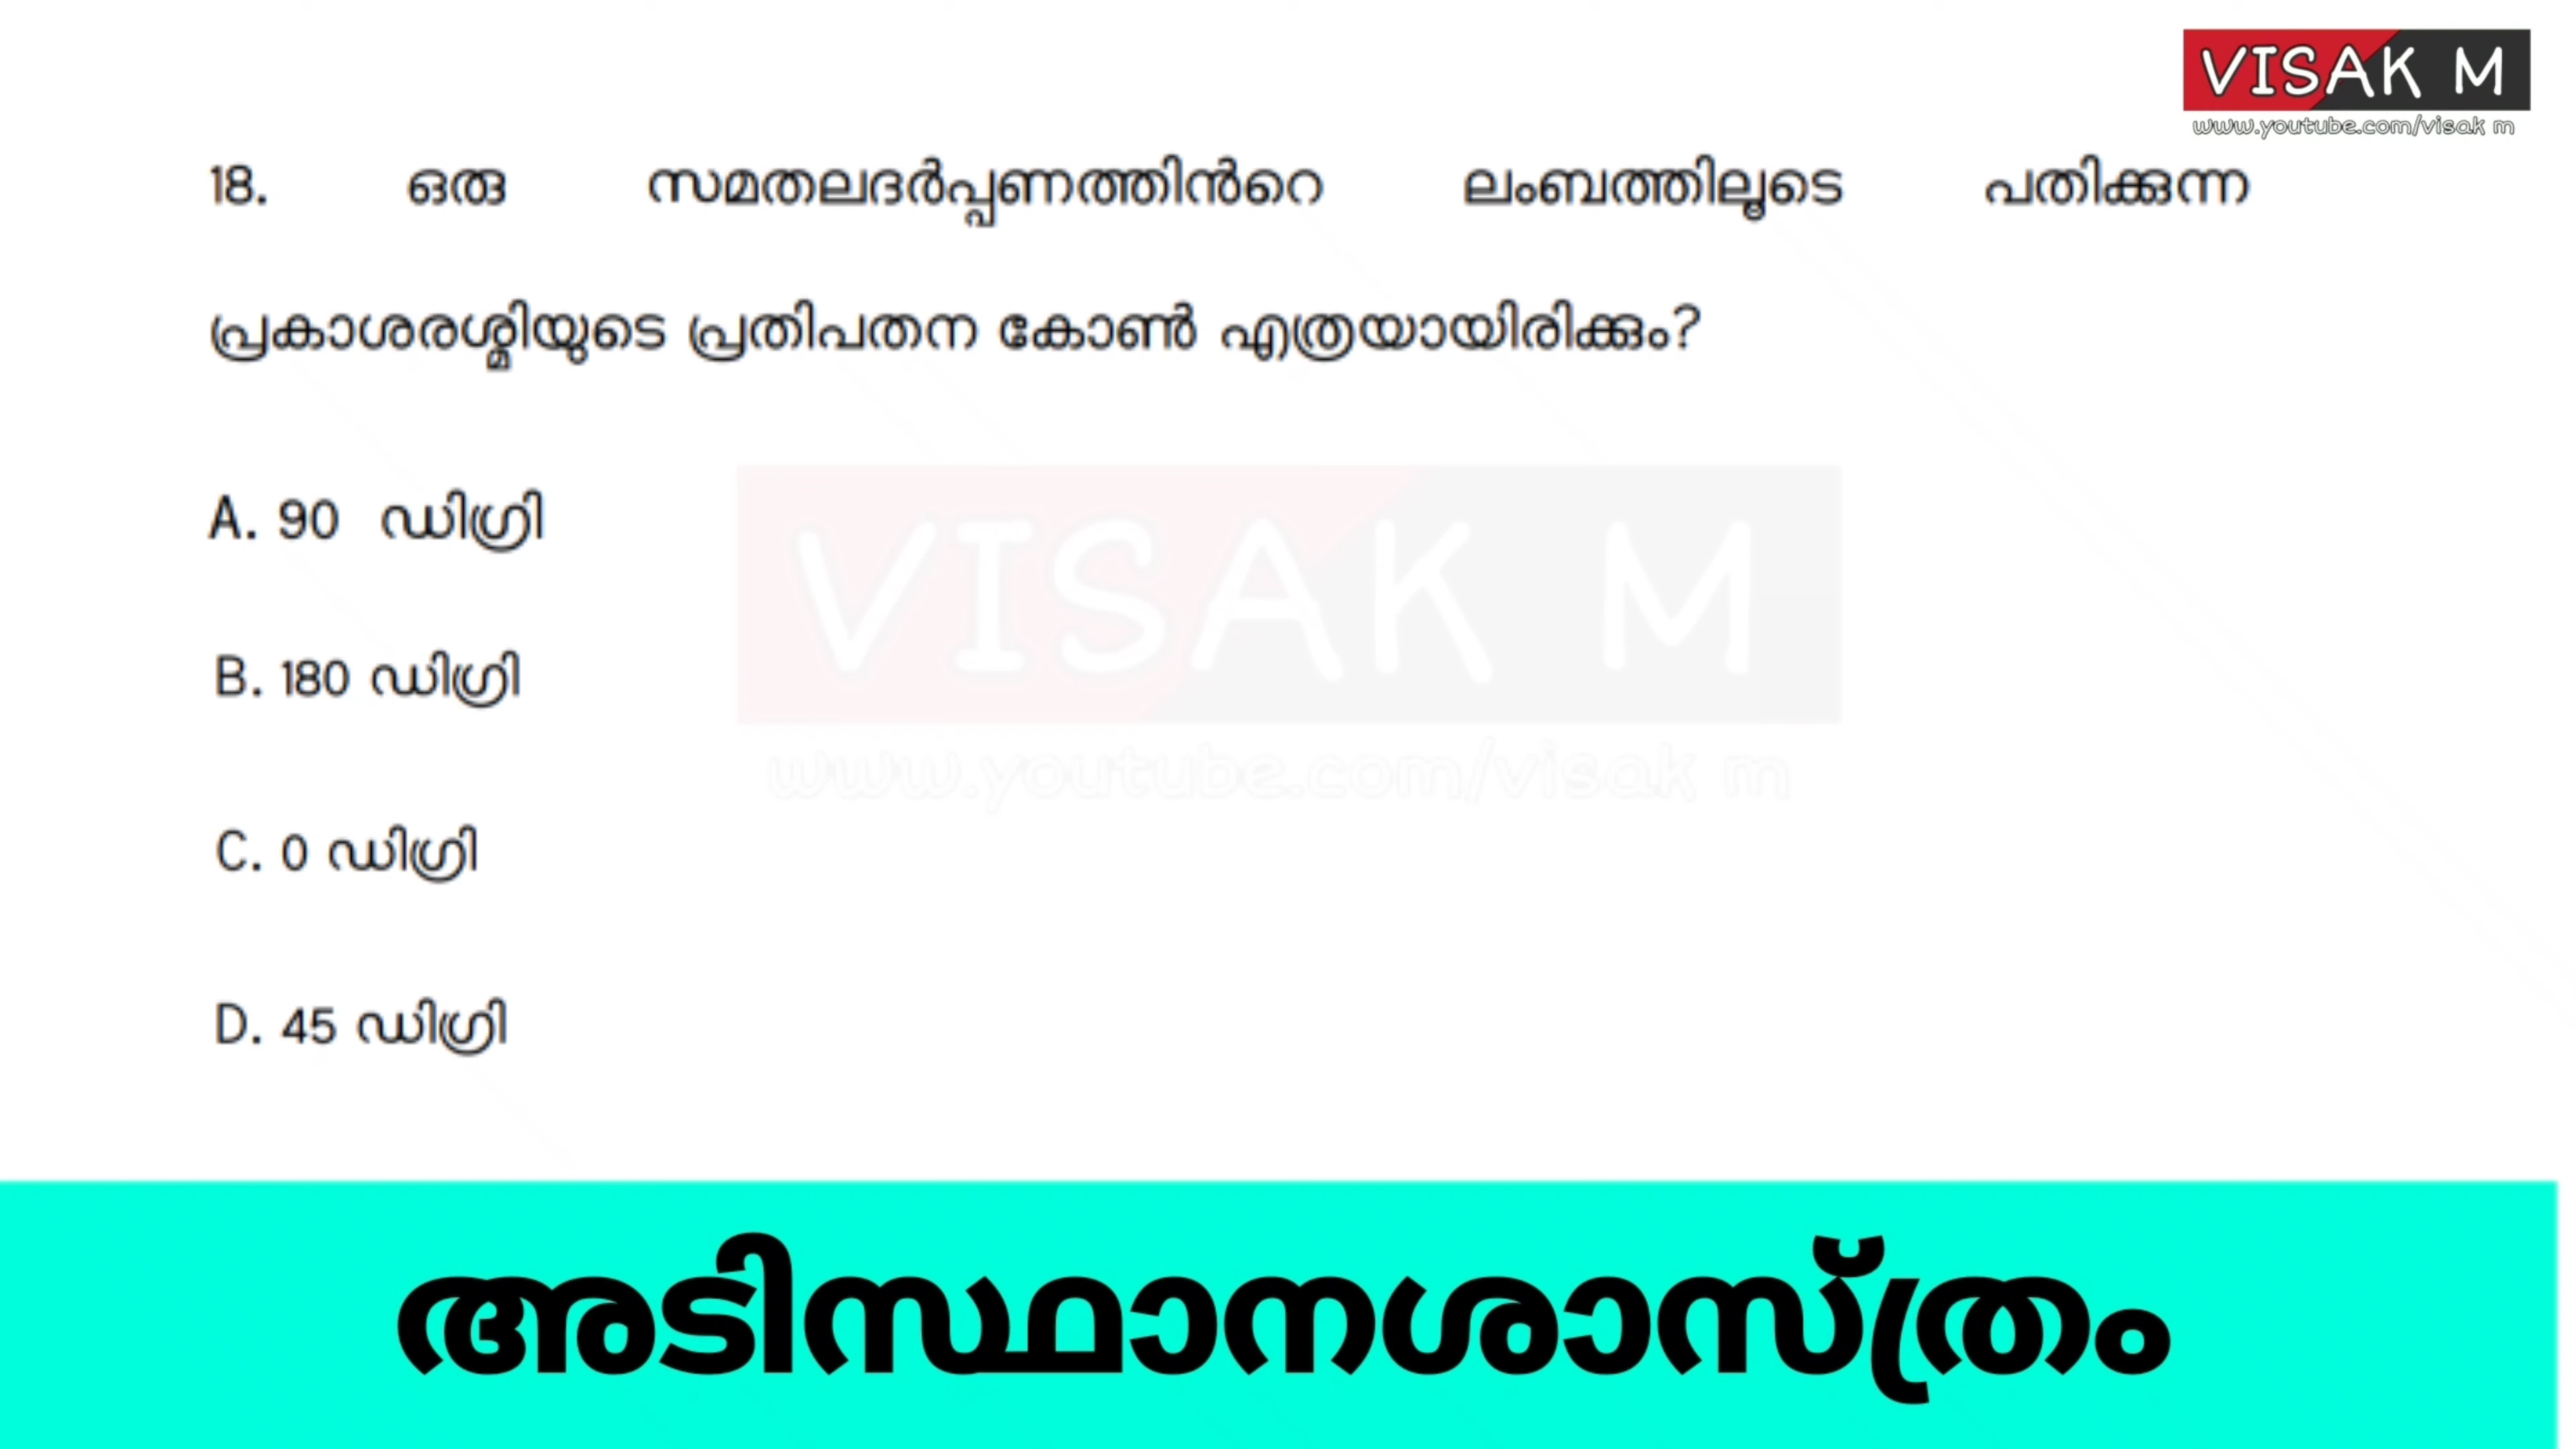 VISAK M
www.youtube.com/visak m
18. ഒരു സമതലദർപ്പണത്തിൻറെ ലംബത്തിലൂടെ പതിക്കുന്ന
പ്രകാശരശ്മിയുടെ പ്രതിപതന കോൺ എത്രയായിരിക്കും?
A. 90 ഡിഗ്രി
VISAK M
B. 180 ഡിഗ്രി
www.youtube.com/visak m
C. 0 ഡിഗ്രി
D. 45 ഡിഗ്രി
അടിസ്ഥാനശാസ്ത്രം